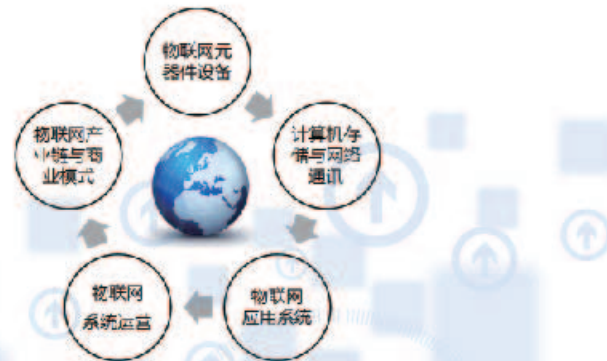 物联网元
器件设备
计算机存
储与网络
通讯
物联网
应用系统
物联网
系统运营
物联网产
业链与商
业模式